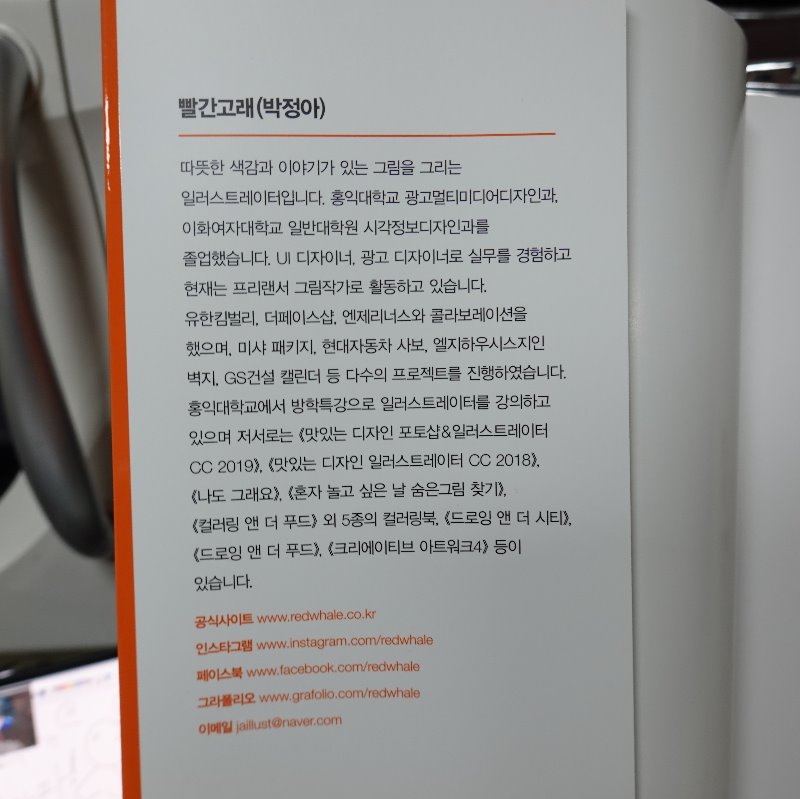 빨간고래(박정아)
따뜻한 색감과 이야기가 있는 그림을 그리는
일러스트레이터입니다. 홍익대학교 광고멀티미디어디자인과,
이화여자대학교 일반대학원 시각정보디자인과를
졸업했습니다. UI 디자이너, 광고 디자이너로 실무를 경험하고
현재는 프리랜서 그림작가로 활동하고 있습니다.
유한킴벌리, 더페이스샵, 엔제리너스와 콜라보레이션을
했으며, 미샤 패키지, 현대자동차 사보, 엘지하우시스지인
벽지, GS건설 캘린더 등 다수의 프로젝트를 진행하였습니다.
홍익대학교에서 방학특강으로 일러스트레이터를 강의하고
있으며 저서로는 《맛있는 디자인 포토샵&일러스트레이터
CC 2019》, 《맛있는 디자인 일러스트레이터 CC 2018》,
《나도 그래요》, 《혼자 놀고 싶은 날 숨은그림 찾기》,
《컬러링 앤 더 푸드》 외 5종의 컬러링북, 《드로잉 앤 더 시티》,
《드로잉 앤 더 푸드》, 《크리에이티브 아트워크4》 등이
있습니다.
공식사이트 www.redwhale.co.kr
인스타그램 www.instagram.com/redwhale
페이스북 www.facebook.com/redwhale
그라폴리오 www.grafolio.com/redwhale
이메일 jaillust@naver.com